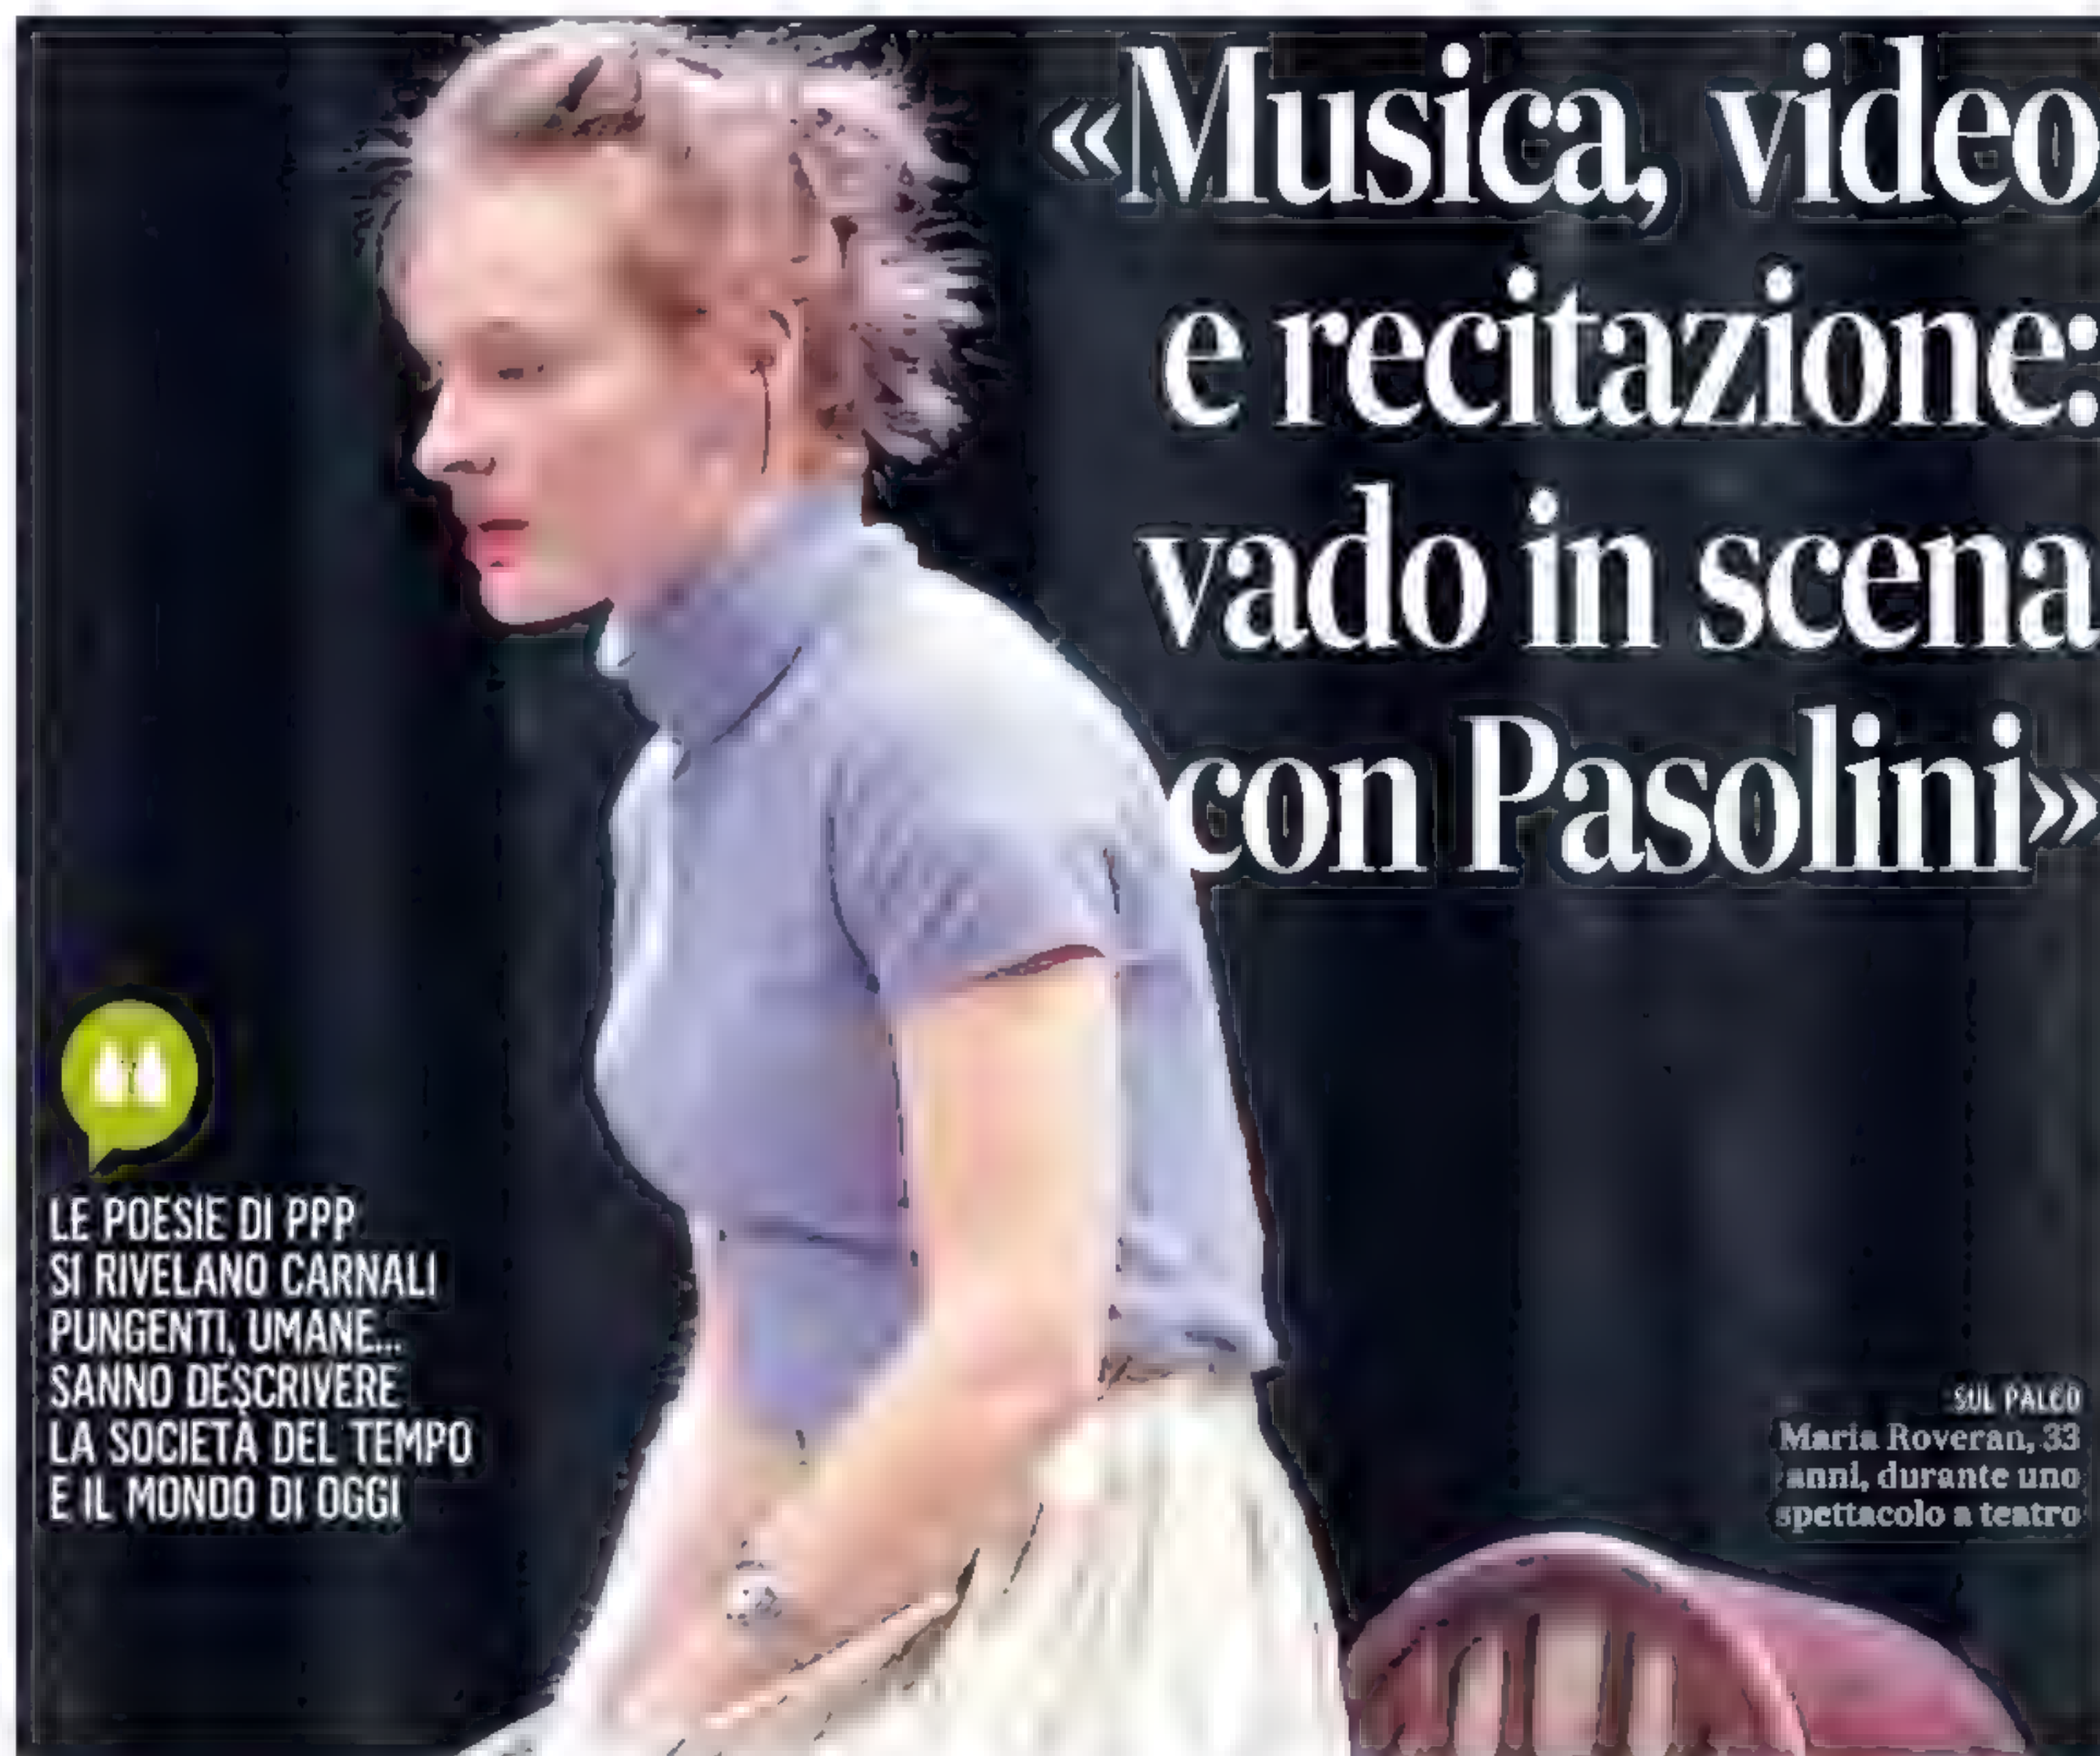 «Musica, video
e recitazione:
vado in scena
con Pasolini»
LE POESIE DI PPP
SI RIVELANO CARNALI
PUNGENTI, UMANE...
SANNO DESCRIVERE
LA SOCIETÀ DEL TEMPO
E IL MONDO DI OGGI
SUL PALCO
Maria Roveran, 33
anni, durante uno
spettacolo a teatro